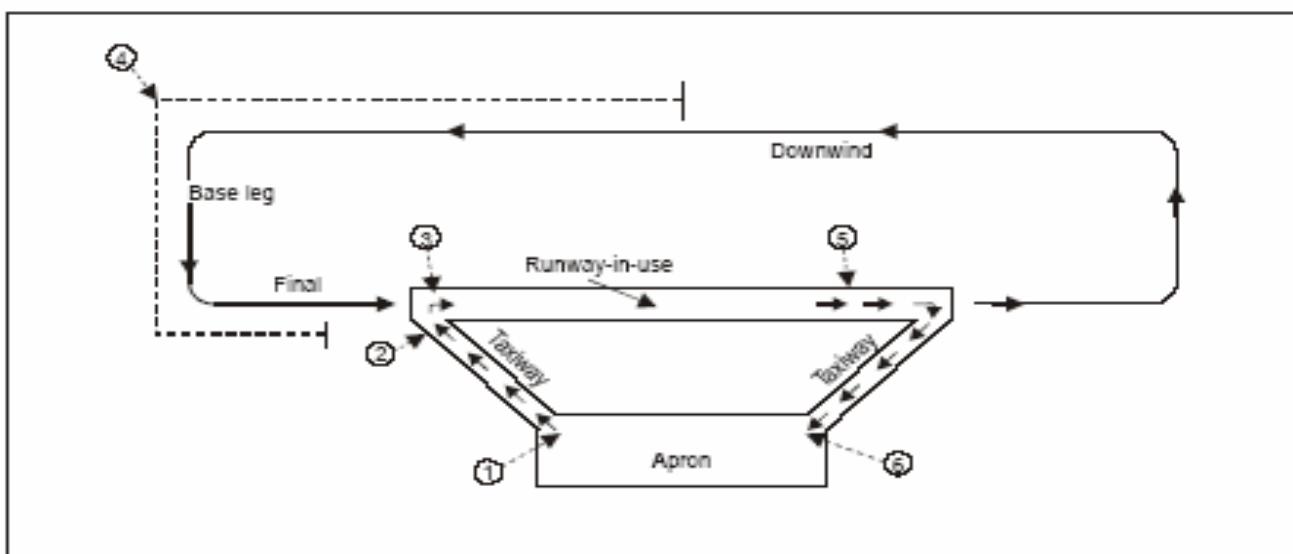 4
Downwind
Base leg
3
5
Runway-in-use
Final
2
Taxiway
Taxiway
1
Apron
6